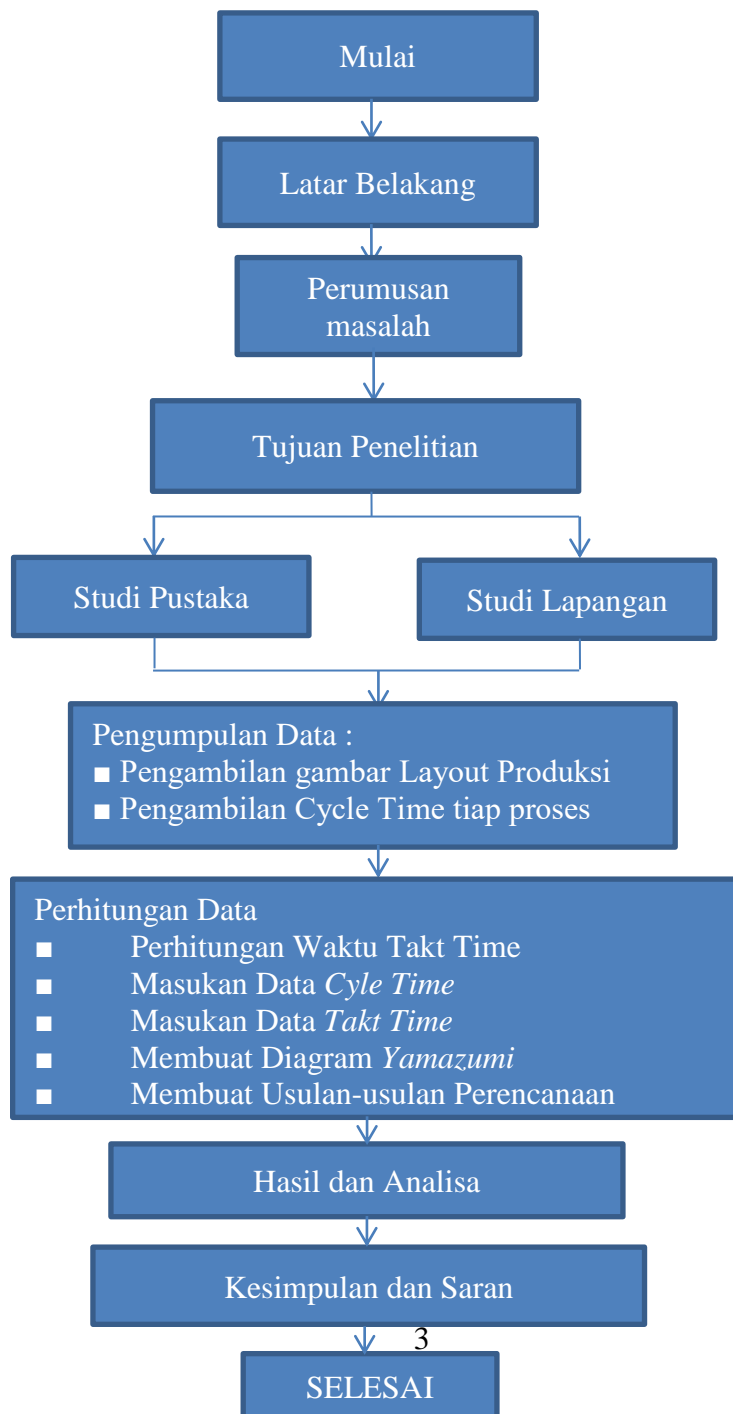 Mulai
Latar Belakang
Perumusan
masalah
Tujuan Penelitian
Studi Pustaka
Studi Lapangan
Pengumpulan Data :
■ Pengambilan gambar Layout Produksi
■ Pengambilan Cycle Time tiap proses
Perhitungan Data
■ Perhitungan Waktu Takt Time
■ Masukan Data Cyle Time
■ Masukan Data Takt Time
■ Membuat Diagram Yamazumi
■ Membuat Usulan-usulan Perencanaan
Hasil dan Analisa
Kesimpulan dan Saran
3
SELESAI